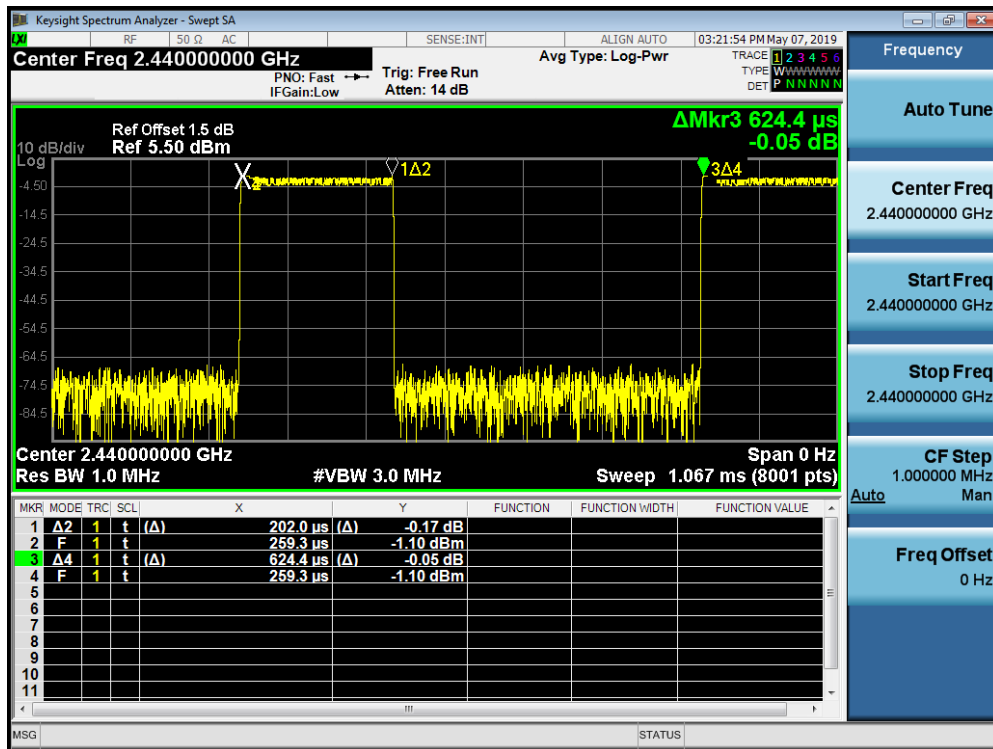 Keysight Spectrum Analyzer - Swept SA
LXI RF 50 Ω AC SENSE:INT ALIGN AUTO 03:21:54 PM May 07, 2019
Center Freq 2.440000000 GHz
PNO: Fast
IFGain:Low
Trig: Free Run
Atten: 14 dB
Avg Type: Log-Pwr
TRACE 1 2 3 4 5 6
TYPE WWWWWWW
DET P N N N N N
Ref Offset 1.5 dB
10 dB/div Ref 5.50 dBm
Log
ΔMkr3 624.4 µs
-0.05 dB
-4.50
-14.5
-24.5
-34.5
-44.5
-54.5
-64.5
-74.5
-84.5
X
1Δ2
3Δ4
Center 2.440000000 GHz Span 0 Hz
Res BW 1.0 MHz #VBW 3.0 MHz Sweep 1.067 ms (8001 pts)
MKR MODE TRC SCL X Y FUNCTION FUNCTION WIDTH FUNCTION VALUE
1 Δ2 1 t (Δ) 202.0 µs (Δ) -0.17 dB
2 F 1 t 259.3 µs -1.10 dBm
3 Δ4 1 t (Δ) 624.4 µs (Δ) -0.05 dB
4 F 1 t 259.3 µs -1.10 dBm
5
6
7
8
9
10
11
MSG STATUS
Frequency
Auto Tune
Center Freq
2.440000000 GHz
Start Freq
2.440000000 GHz
Stop Freq
2.440000000 GHz
CF Step
1.000000 MHz
Auto Man
Freq Offset
0 Hz